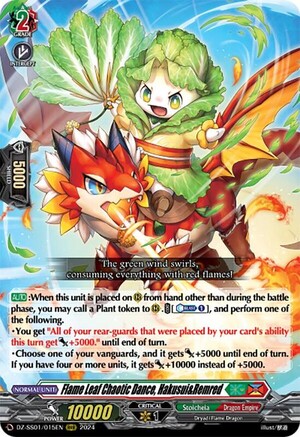 2
GRADE
INTERCEPT
5000
SHIELD
The green wind swirls,
consuming everything with red flames!
AUTO:When this unit is placed on R from hand other than during the battle
phase, you may call a Plant token to R. 1, and perform one of
the following.
·You get "All of your rear-guards that were placed by your card's ability
this turn get +5000." until end of turn.
·Choose one of your vanguards, and it gets +5000 until end of turn.
If you have four or more units, it gets +10000 instead of +5000.
NORMAL UNIT
Flame Leaf Chaotic Dance, Hakusui&Remred
POWER
10000
CRITICAL
1
Stoicheia
Dragon Empire
Dryad/Flame Dragon
D-PR
DZ-SS01/015EN
RRR
2024